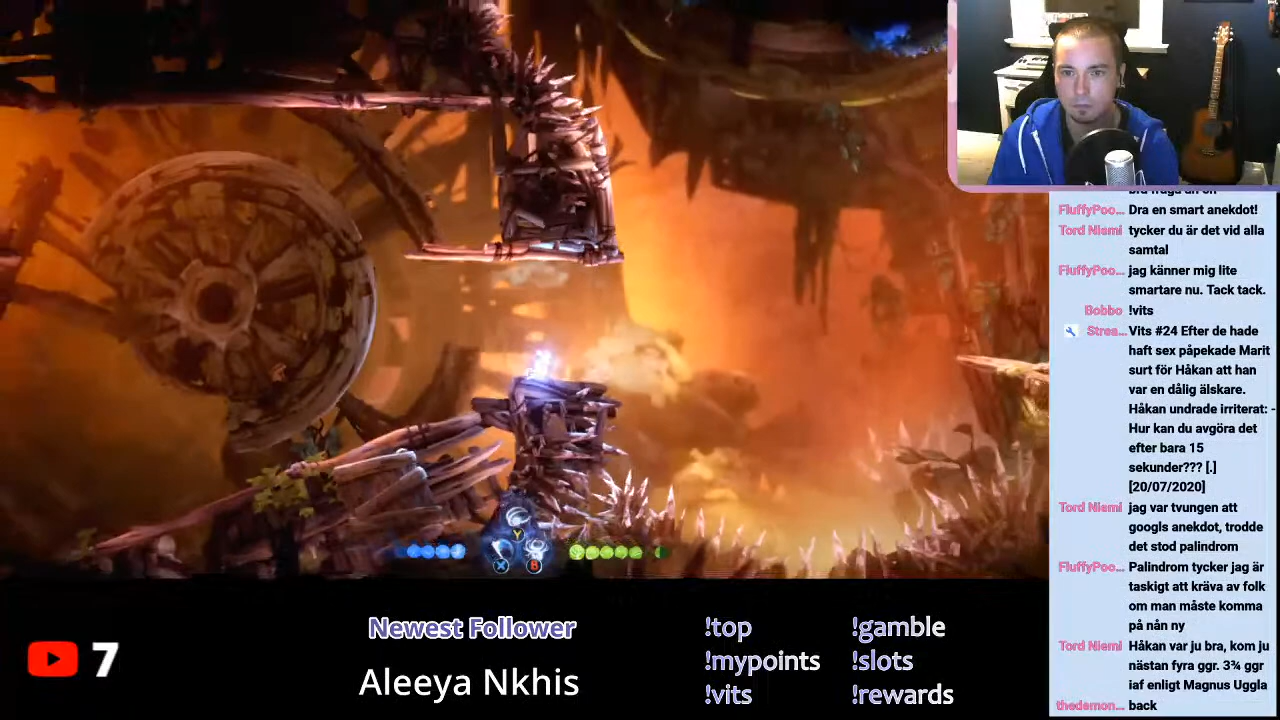 FluffyPoo... Dra en smart anekdot!
Tord Niemi tycker du är det vid alla
samtal
FluffyPoo... jag känner mig lite
smartare nu. Tack tack.
Bobbo !vits
Strea... Vits #24 Efter de hade
haft sex påpekade Marit
surt för Håkan att han
var en dålig älskare.
Håkan undrade irriterat: -
Hur kan du avgöra det
efter bara 15
sekunder??? [.]
[20/07/2020]
Tord Niemi jag var tvungen att
googls anekdot, trodde
det stod palindrom
FluffyPoo... Palindrom tycker jag är
taskigt att kräva av folk
om man måste komma
på nån ny
Tord Niemi Håkan var ju bra, kom ju
nästan fyra ggr. 3¾ ggr
iaf enligt Magnus Uggla
thedemon... back
Y
X
B
7
Newest Follower
Aleeya Nkhis
!top
!mypoints
!vits
!gamble
!slots
!rewards